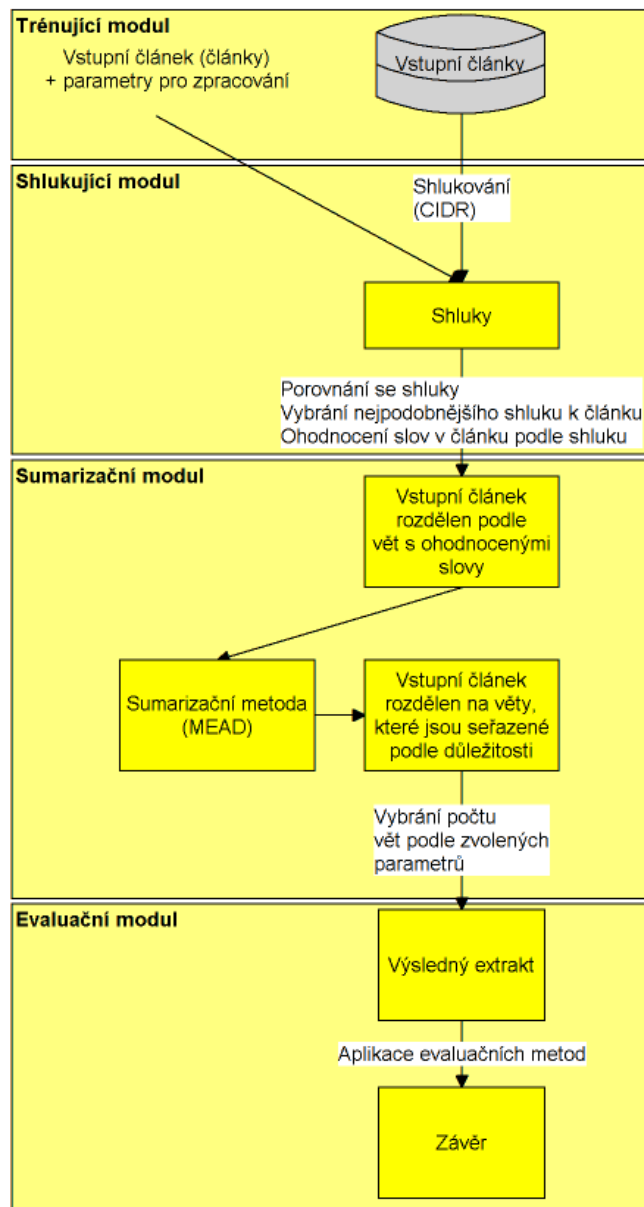 Trénující modul
Vstupní článek (články)
+ parametry pro zpracování
Vstupní články
Shlukující modul
Shlukování
(CIDR)
Shluky
Porovnání se shluky
Vybrání nejpodobnějšího shluku k článku
Ohodnocení slov v článku podle shluku
Sumarizační modul
Vstupní článek
rozdělen podle
vět s ohodnocenými
slovy
Sumarizační metoda
(MEAD)
Vstupní článek
rozdělen na věty,
které jsou seřazené
podle důležitosti
Vybrání počtu
vět podle zvolených
parametrů
Evaluační modul
Výsledný extrakt
Aplikace evaluačních metod
Závěr